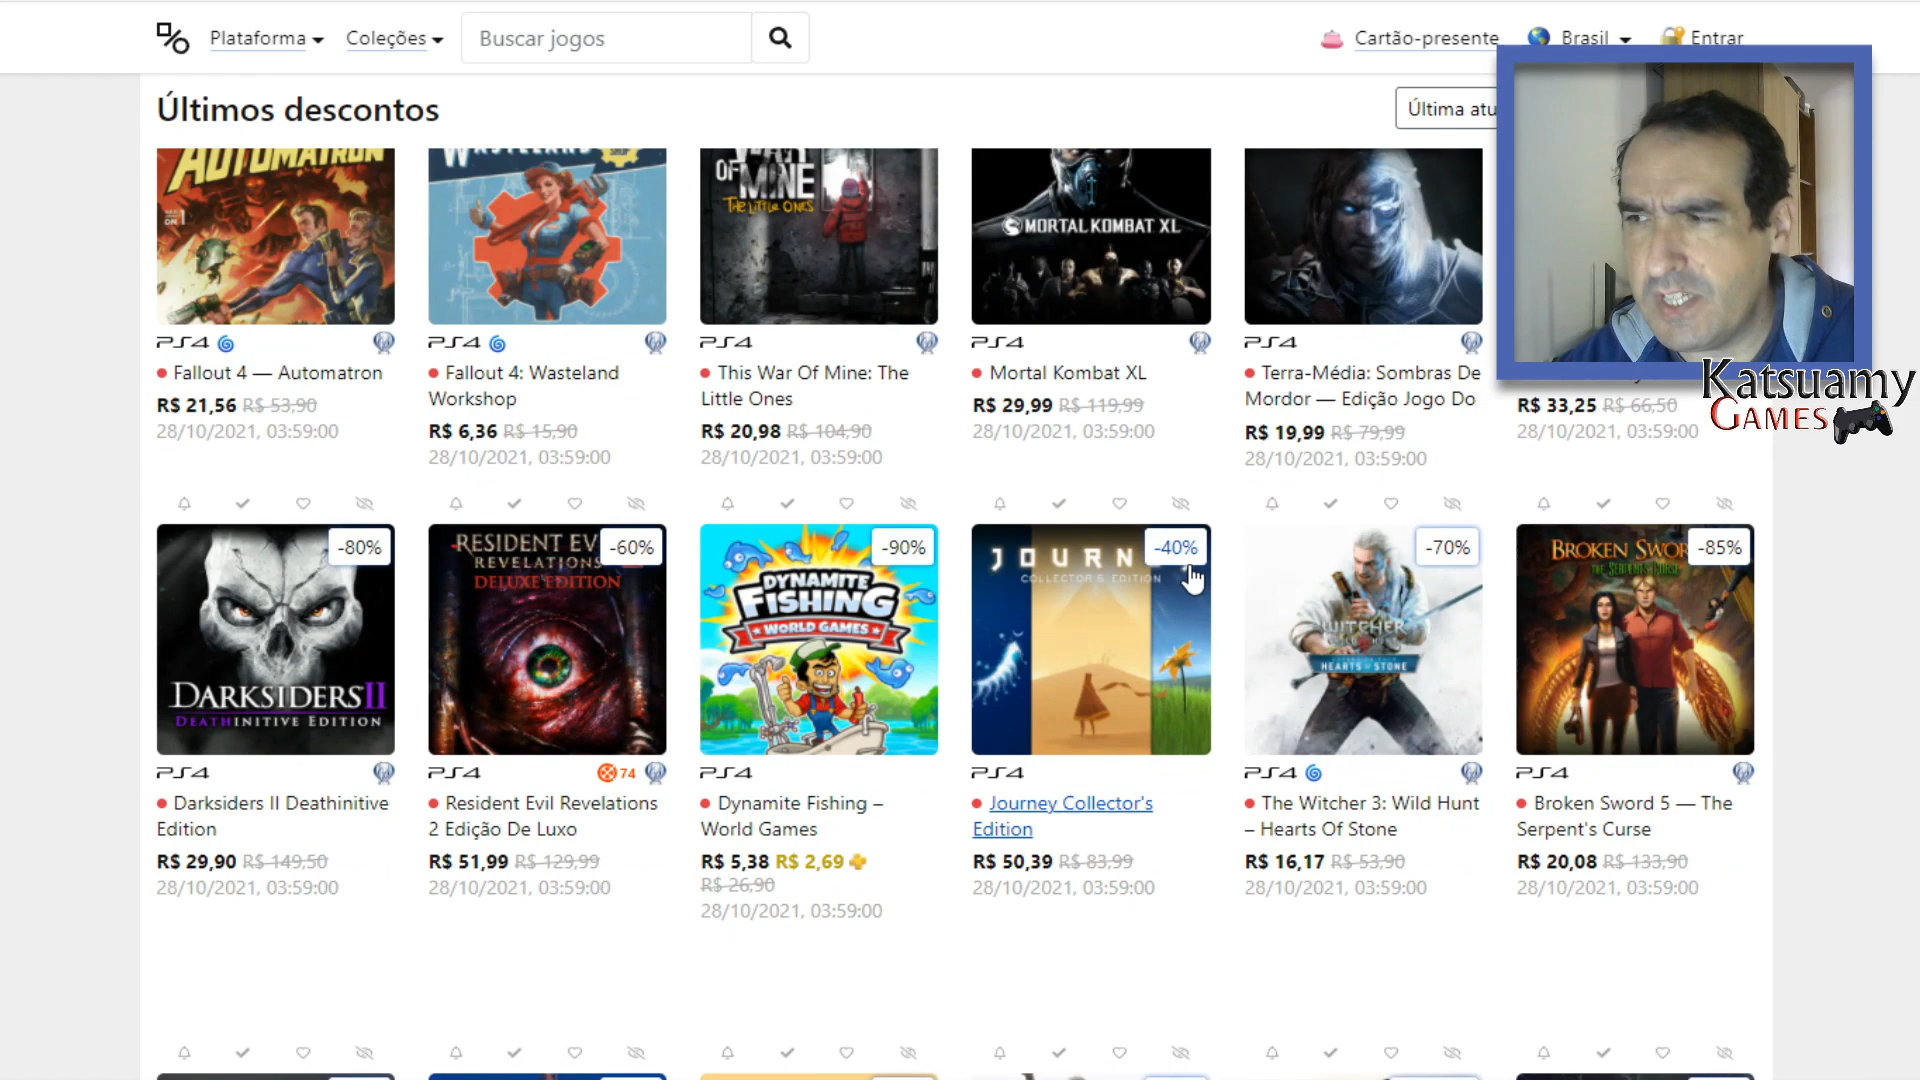 Plataforma
Coleções
Buscar jogos
Cartão-presente
Brasil
Entrar
Últimos descontos
Última atu
AUTOMATRON
OF MINE
THE LITTLE ONES
MORTAL KOMBAT XL
PS4
PS4
PS4
PS4
PS4
Fallout 4 — Automatron
R$ 21,56 R$ 53,90
28/10/2021, 03:59:00
Fallout 4: Wasteland
Workshop
R$ 6,36 R$ 15,90
28/10/2021, 03:59:00
This War Of Mine: The
Little Ones
R$ 20,98 R$ 104,90
28/10/2021, 03:59:00
Mortal Kombat XL
R$ 29,99 R$ 119,99
28/10/2021, 03:59:00
Terra-Média: Sombras De
Mordor — Edição Jogo Do
R$ 19,99 R$ 79,99
28/10/2021, 03:59:00
R$ 33,25 R$ 66,50
28/10/2021, 03:59:00
Katsuamy
GAMES
-80%
DARKSIDERS II
DEATHINITIVE EDITION
-60%
RESIDENT EV
REVELATIONS
DELUXE EDITION
-90%
DYNAMITE
FISHING
WORLD GAMES
-40%
JOURN
COLLECTOR'S EDITION
-70%
WITCHER
HEARTS OF STONE
-85%
BROKEN SWOR
THE SERPENT'S CURSE
PS4
PS4
74
PS4
PS4
PS4
PS4
Darksiders II Deathinitive
Edition
R$ 29,90 R$ 149,50
28/10/2021, 03:59:00
Resident Evil Revelations
2 Edição De Luxo
R$ 51,99 R$ 129,99
28/10/2021, 03:59:00
Dynamite Fishing –
World Games
R$ 5,38 R$ 2,69
R$ 26,90
28/10/2021, 03:59:00
Journey Collector's
Edition
R$ 50,39 R$ 83,99
28/10/2021, 03:59:00
The Witcher 3: Wild Hunt
– Hearts Of Stone
R$ 16,17 R$ 53,90
28/10/2021, 03:59:00
Broken Sword 5 — The
Serpent's Curse
R$ 20,08 R$ 133,90
28/10/2021, 03:59:00